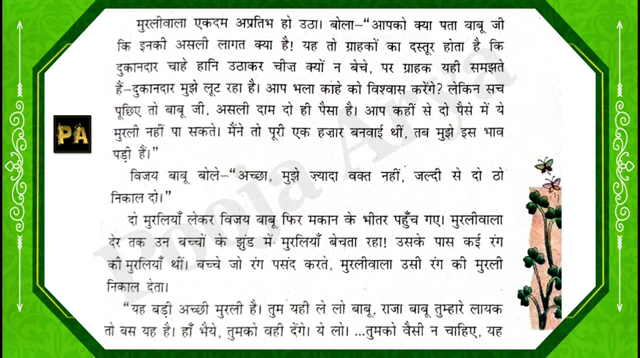 मुरलीवाला एकदम अप्रतिभ हो उठा। बोला–“आपको क्या पता बाबू जी
कि इनकी असली लागत क्या है! यह तो ग्राहकों का दस्तूर होता है कि
दुकानदार चाहे हानि उठाकर चीज़ क्यों न बेचे, पर ग्राहक यही समझते
हैं–दुकानदार मुझे लूट रहा है। आप भला काहे को विश्वास करेंगे? लेकिन सच
पूछिए तो बाबू जी, असली दाम दो ही पैसा है। आप कहीं से दो पैसे में ये
मुरली नहीं पा सकते। मैंने तो पूरी एक हज़ार बनवाई थीं, तब मुझे इस भाव
पड़ी हैं।”
विजय बाबू बोले–“अच्छा, मुझे ज्यादा वक्त नहीं, जल्दी से दो ठो
निकाल दो।”
दो मुरलियाँ लेकर विजय बाबू फिर मकान के भीतर पहुँच गए। मुरलीवाला
देर तक उन बच्चों के झुंड में मुरलियाँ बेचता रहा! उसके पास कई रंग
की मुरलियाँ थीं। बच्चे जो रंग पसंद करते, मुरलीवाला उसी रंग की मुरली
निकाल देता।
“यह बड़ी अच्छी मुरली है। तुम यही ले लो बाबू, राजा बाबू तुम्हारे लायक
तो बस यह है। हाँ भैये, तुमको वही देंगे। ये लो। ...तुमको वैसी न चाहिए, यह
PA
Pooja Arya